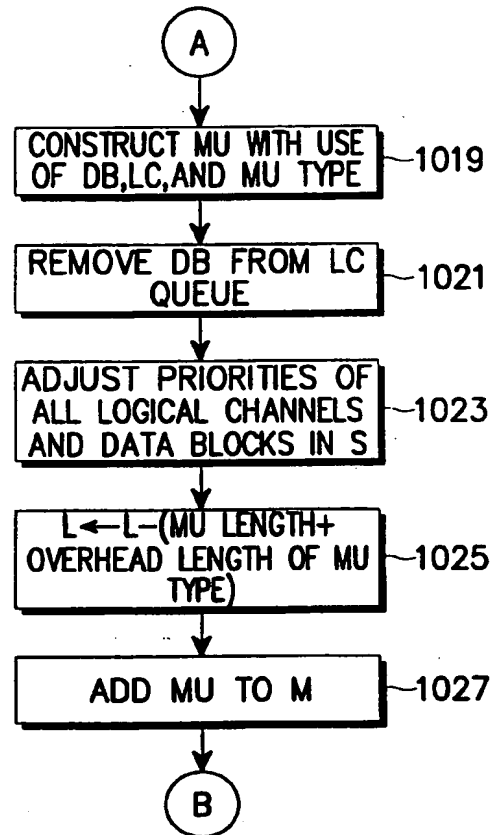 A
CONSTRUCT MU WITH USE
OF DB,LC,AND MU TYPE
1019
REMOVE DB FROM LC
QUEUE
1021
ADJUST PRIORITIES OF
ALL LOGICAL CHANNELS
AND DATA BLOCKS IN S
1023
L←L-(MU LENGTH+
OVERHEAD LENGTH OF MU
TYPE)
1025
ADD MU TO M
1027
B